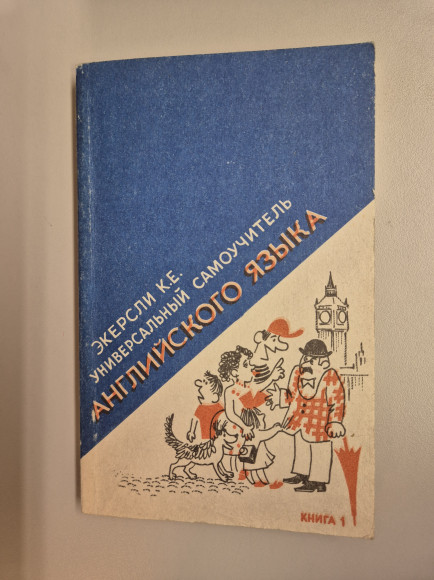 ЭКЕРСЛИ К.Е.
УНИВЕРСАЛЬНЫЙ САМОУЧИТЕЛЬ
АНГЛИЙСКОГО ЯЗЫКА
КНИГА 1